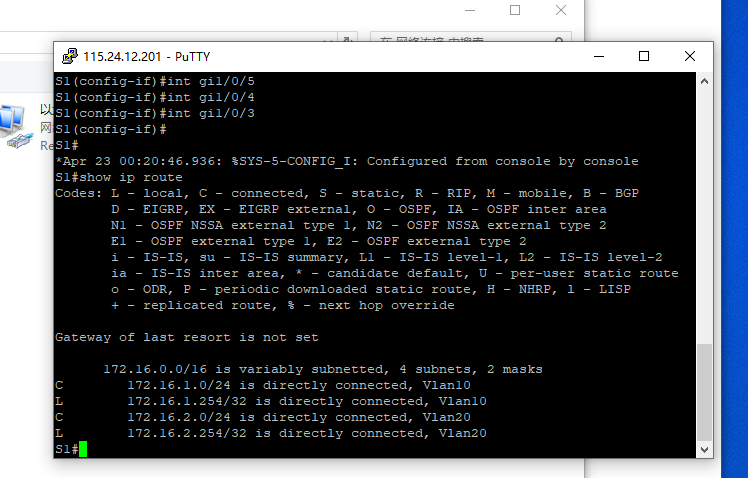 在 网络连接 中搜索
115.24.12.201 - PuTTY
S1(config-if)#int gi1/0/5
S1(config-if)#int gi1/0/4
S1(config-if)#int gi1/0/3
S1(config-if)#
S1#
*Apr 23 00:20:46.936: %SYS-5-CONFIG_I: Configured from console by console
S1#show ip route
Codes: L - local, C - connected, S - static, R - RIP, M - mobile, B - BGP
D - EIGRP, EX - EIGRP external, O - OSPF, IA - OSPF inter area
N1 - OSPF NSSA external type 1, N2 - OSPF NSSA external type 2
E1 - OSPF external type 1, E2 - OSPF external type 2
i - IS-IS, su - IS-IS summary, L1 - IS-IS level-1, L2 - IS-IS level-2
ia - IS-IS inter area, * - candidate default, U - per-user static route
o - ODR, P - periodic downloaded static route, H - NHRP, l - LISP
+ - replicated route, % - next hop override
Gateway of last resort is not set
172.16.0.0/16 is variably subnetted, 4 subnets, 2 masks
C 172.16.1.0/24 is directly connected, Vlan10
L 172.16.1.254/32 is directly connected, Vlan10
C 172.16.2.0/24 is directly connected, Vlan20
L 172.16.2.254/32 is directly connected, Vlan20
S1#
以
网
Re